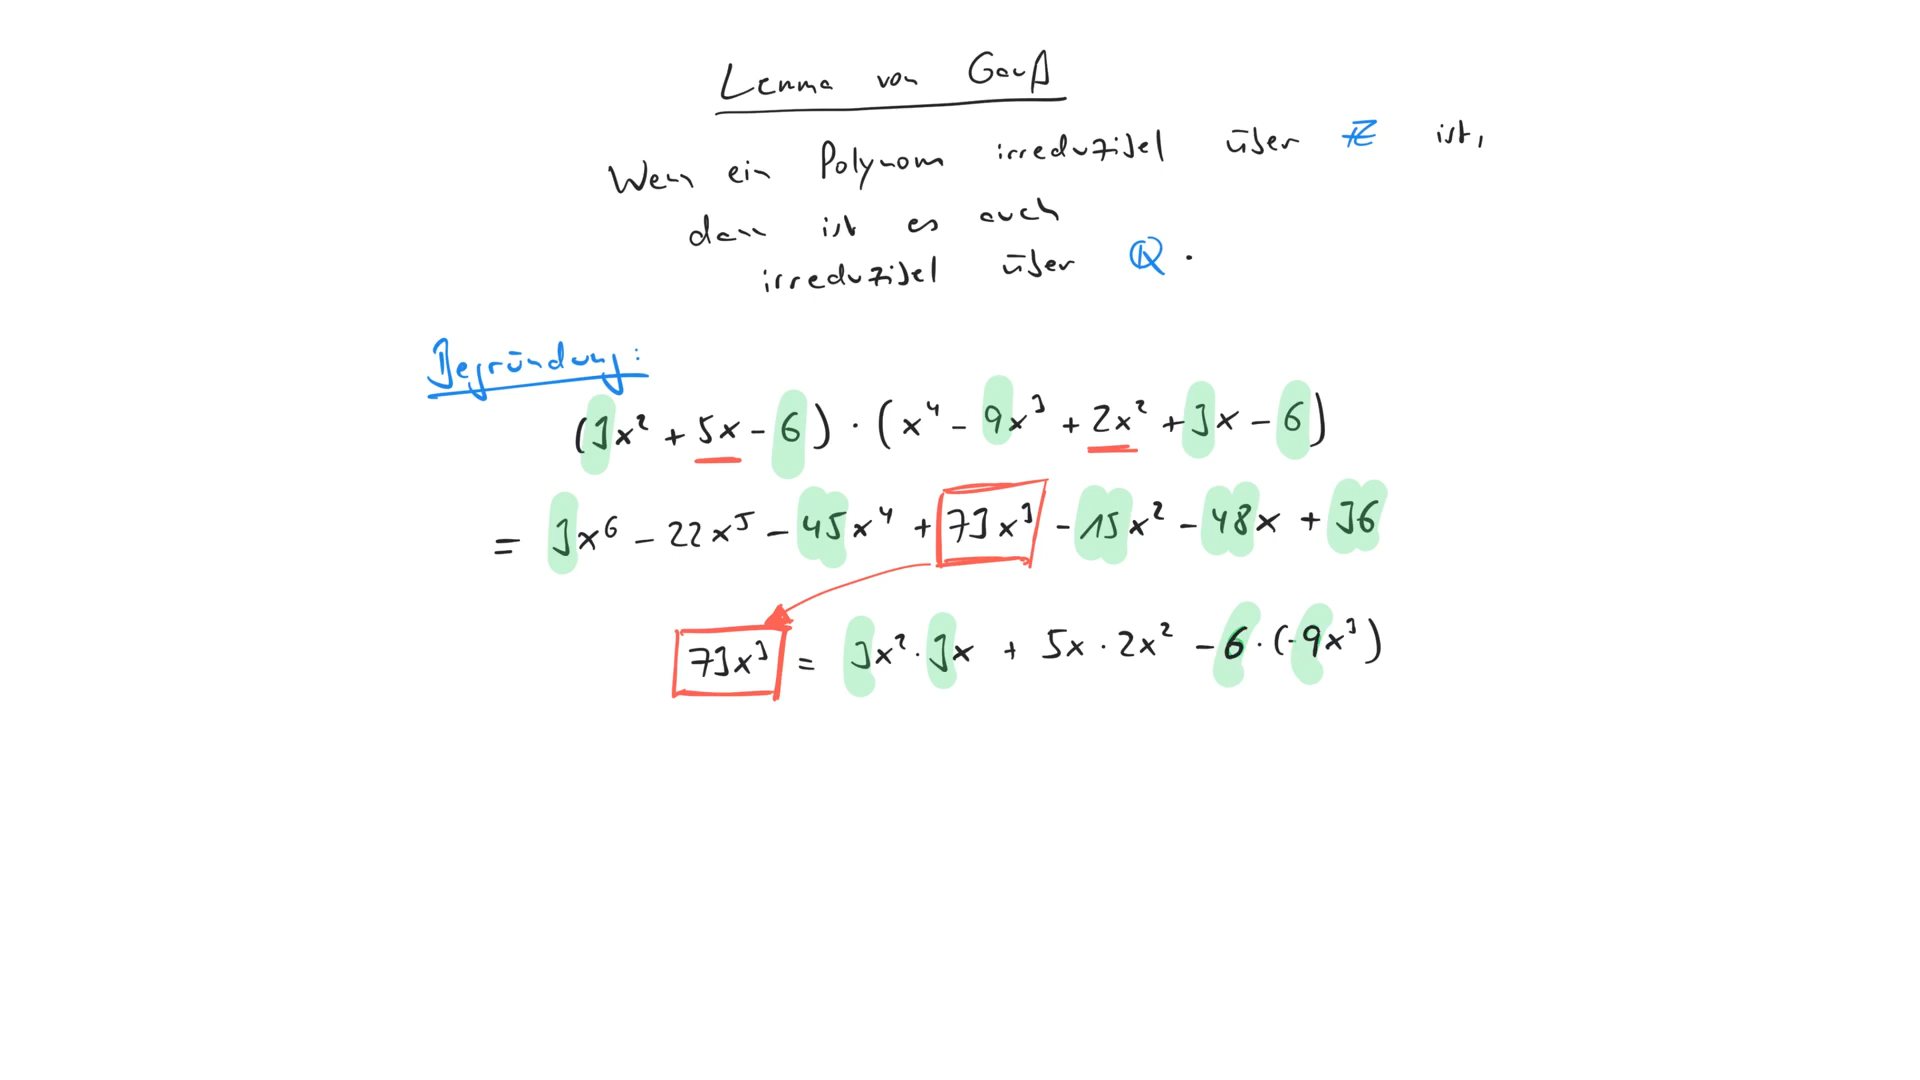 Lemma von Gauß
Wenn ein Polynom irreduzibel über ℤ ist,
dann ist es auch
irreduzibel über ℚ.
Begründung:
(3x² + 5x - 6) · (x⁴ - 9x³ + 2x² + 3x - 6)
= 3x⁶ - 22x⁵ - 45x⁴ + 73x³ - 15x² - 48x + 36
73x³ = 3x² · 3x + 5x · 2x² - 6 · (-9x³)